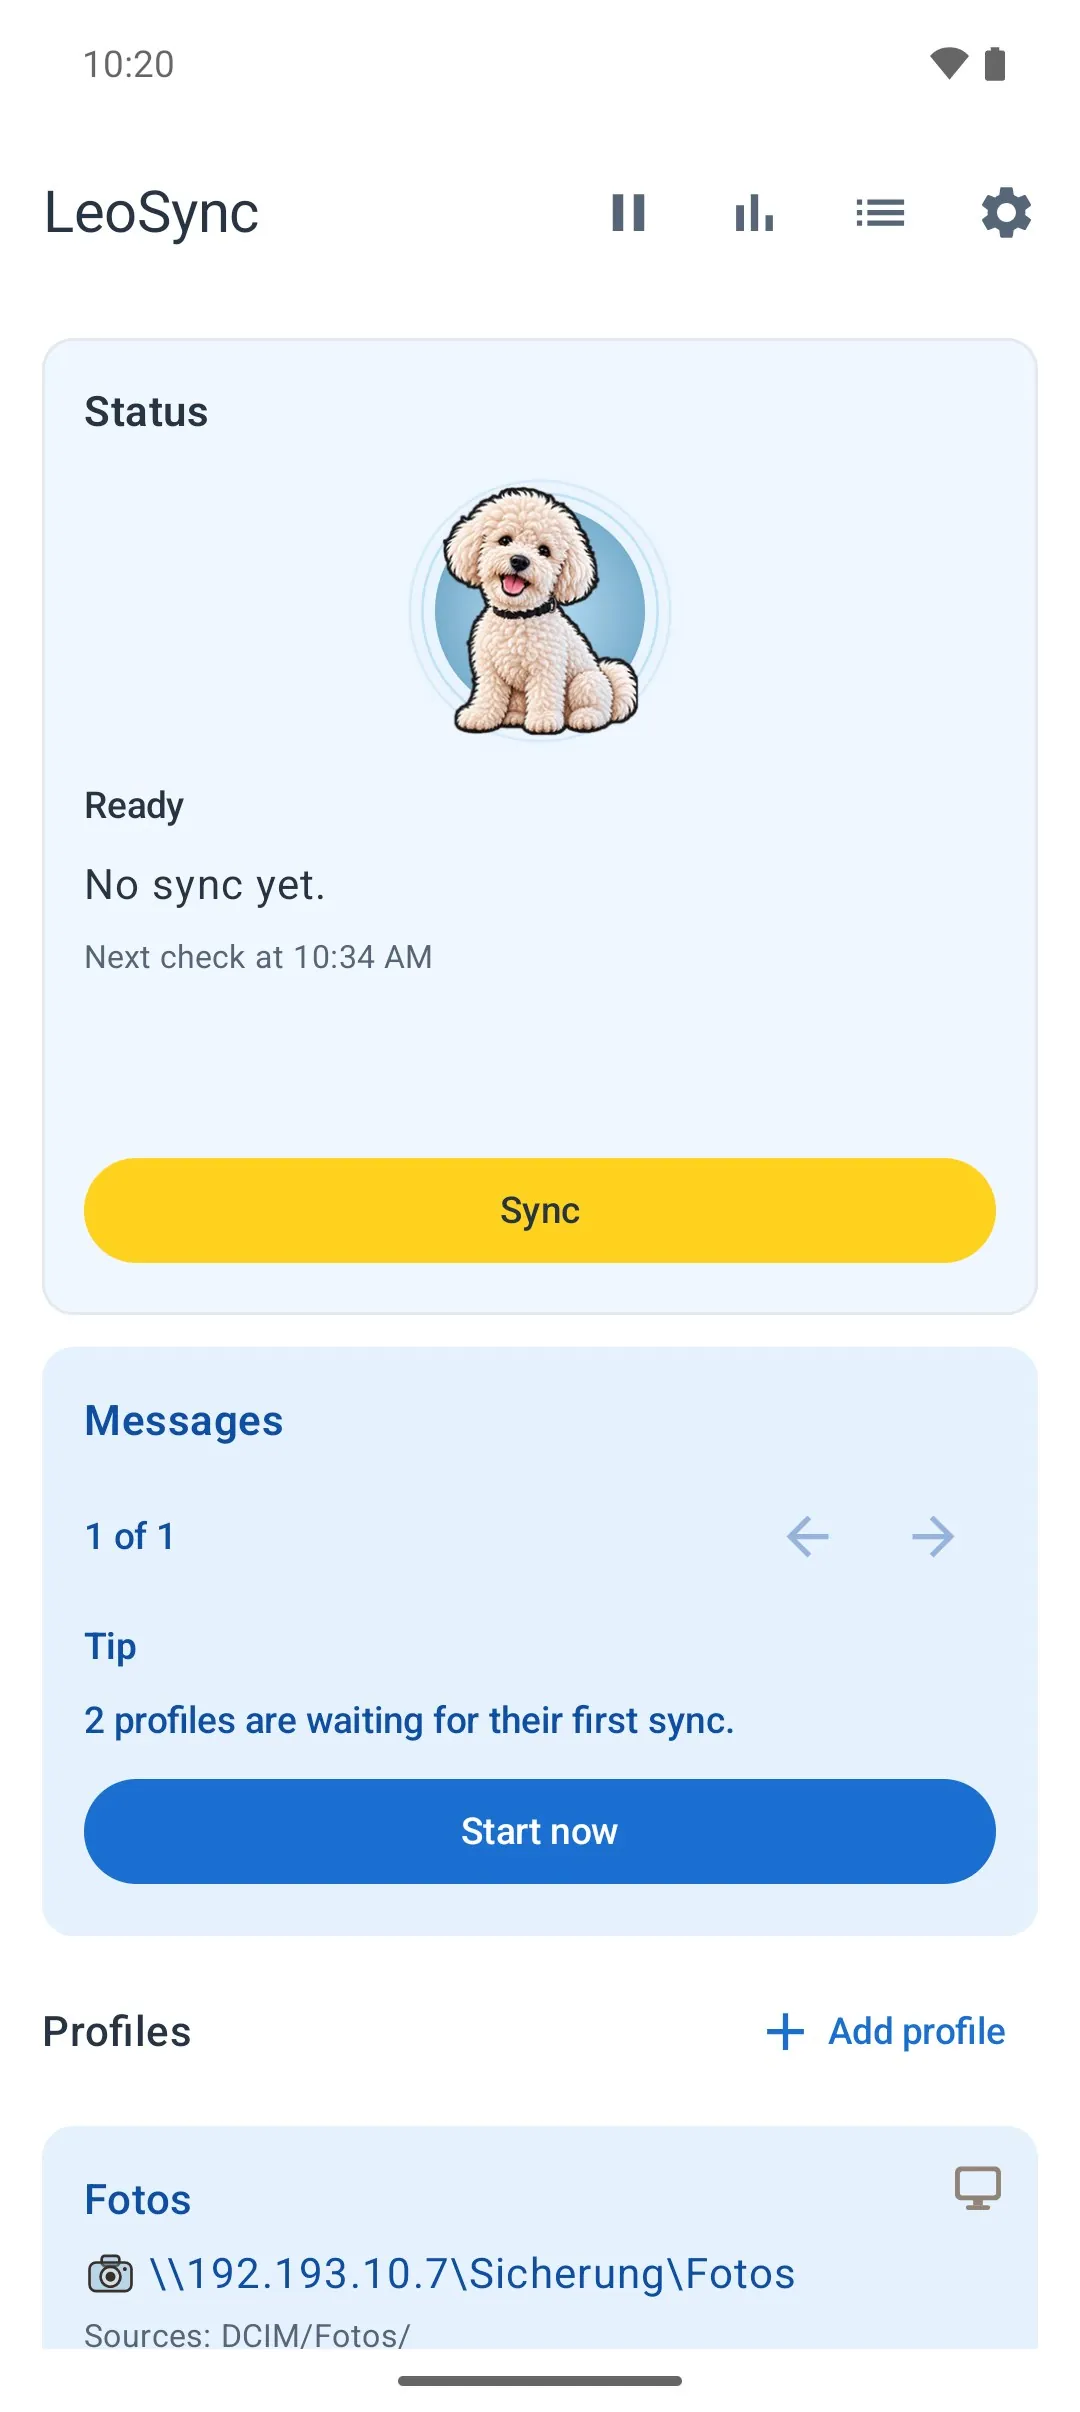 10:20
LeoSync
Status
Ready
No sync yet.
Next check at 10:34 AM
Sync
Messages
1 of 1
Tip
2 profiles are waiting for their first sync.
Start now
Profiles
Add profile
Fotos
\\192.193.10.7\Sicherung\Fotos
Sources: DCIM/Fotos/